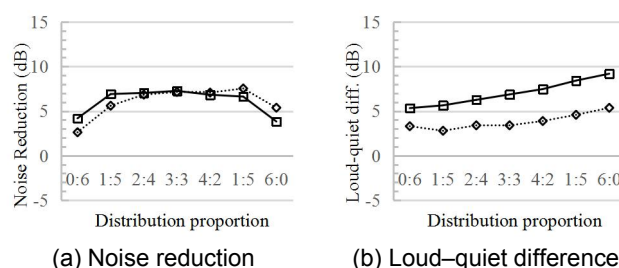 15
10
5
0
-5
Noise Reduction (dB)
0:6 1:5 2:4 3:3 4:2 1:5 6:0
Distribution proportion
(a) Noise reduction
15
10
5
0
-5
Loud-quiet diff. (dB)
0:6 1:5 2:4 3:3 4:2 1:5 6:0
Distribution proportion
(b) Loud–quiet difference